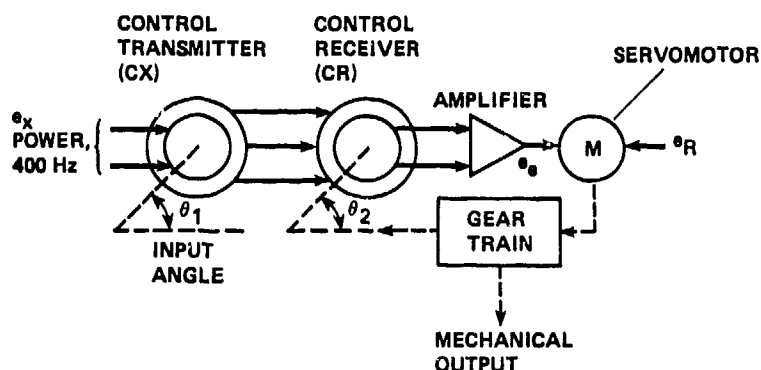 CONTROL
TRANSMITTER
(CX)
CONTROL
RECEIVER
(CR)
SERVOMOTOR
AMPLIFIER
eX
POWER,
400 Hz
M
eR
ee
θ1
θ2
INPUT
ANGLE
GEAR
TRAIN
MECHANICAL
OUTPUT